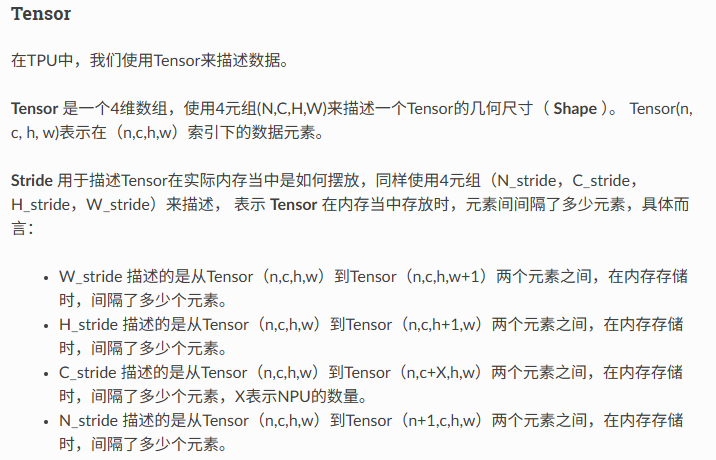 Tensor
在TPU中，我们使用Tensor来描述数据。
Tensor 是一个4维数组，使用4元组(N,C,H,W)来描述一个Tensor的几何尺寸（ Shape ）。 Tensor(n,
c, h, w)表示在（n,c,h,w）索引下的数据元素。
Stride 用于描述Tensor在实际内存当中是如何摆放，同样使用4元组（N_stride，C_stride，
H_stride，W_stride）来描述， 表示 Tensor 在内存当中存放时，元素间间隔了多少元素，具体而
言：
• W_stride 描述的是从Tensor（n,c,h,w）到Tensor（n,c,h,w+1）两个元素之间，在内存存储
时，间隔了多少个元素。
• H_stride 描述的是从Tensor（n,c,h,w）到Tensor（n,c,h+1,w）两个元素之间，在内存存储
时，间隔了多少个元素。
• C_stride 描述的是从Tensor（n,c,h,w）到Tensor（n,c+X,h,w）两个元素之间，在内存存储
时，间隔了多少个元素，X表示NPU的数量。
• N_stride 描述的是从Tensor（n,c,h,w）到Tensor（n+1,c,h,w）两个元素之间，在内存存储
时，间隔了多少个元素。